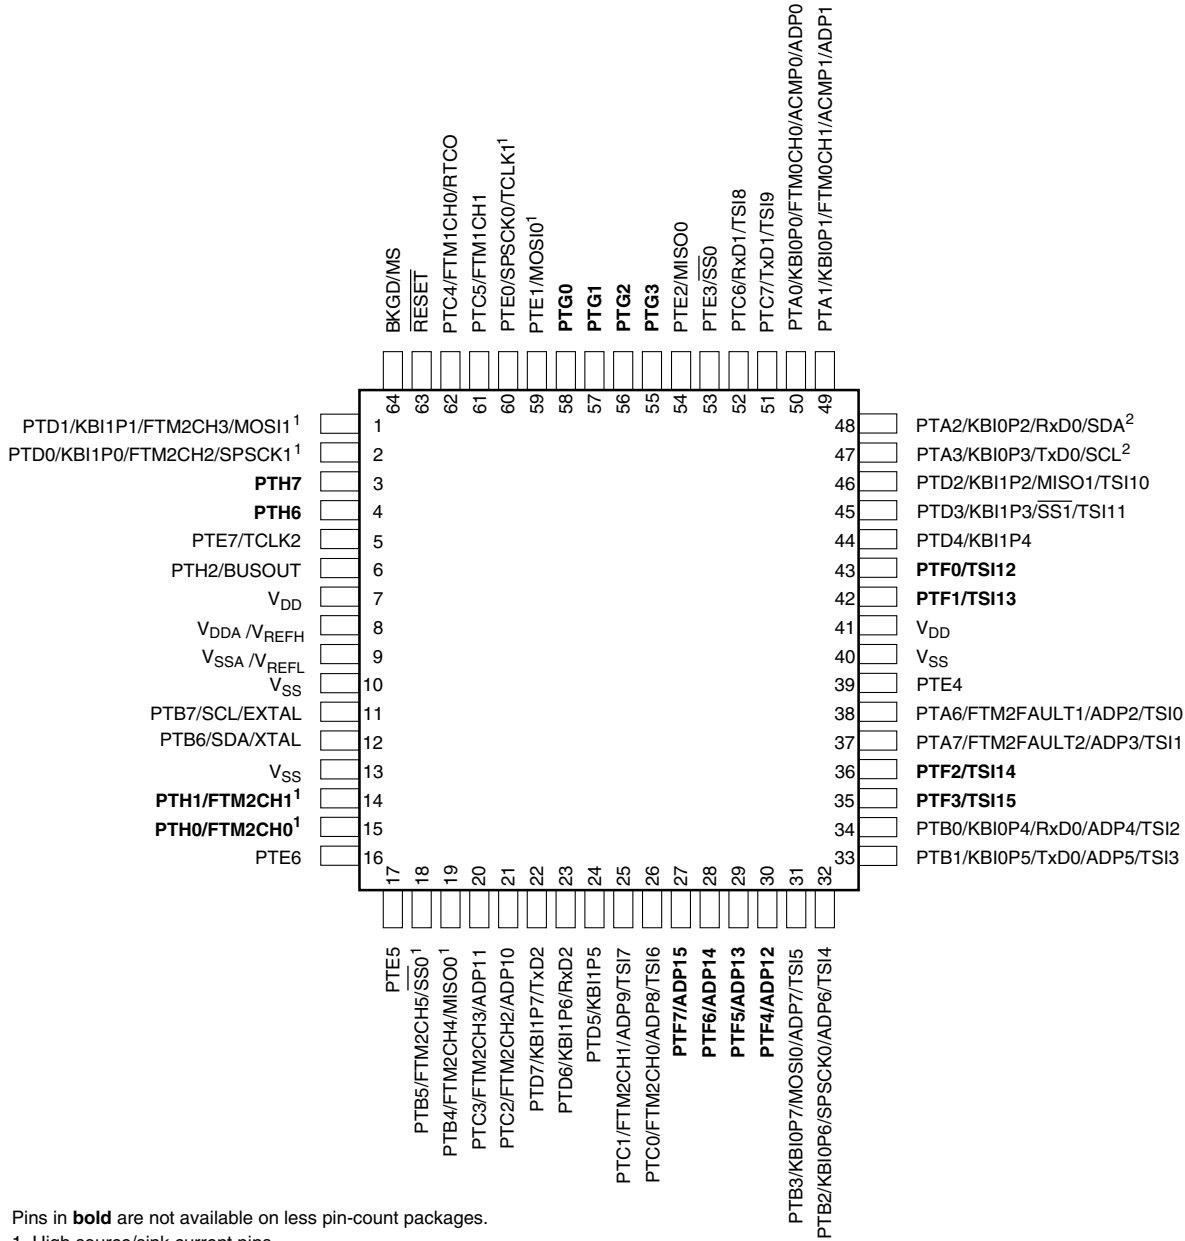 BKGD/MS
RESET
PTC4/FTM1CH0/RTCO
PTC5/FTM1CH1
PTE0/SPSCK0/TCLK1¹
PTE1/MOSI0¹
PTG0
PTG1
PTG2
PTG3
PTE2/MISO0
PTE3/SS0
PTC6/RxD1/TSI8
PTC7/TxD1/TSI9
PTA0/KBI0P0/FTM0CH0/ACMP0/ADP0
PTA1/KBI0P1/FTM0CH1/ACMP1/ADP1
64 63 62 61 60 59 58 57 56 55 54 53 52 51 50 49
PTD1/KBI1P1/FTM2CH3/MOSI1¹ 1
PTD0/KBI1P0/FTM2CH2/SPSCK1¹ 2
PTH7 3
PTH6 4
PTE7/TCLK2 5
PTH2/BUSOUT 6
VDD 7
VDDA /VREFH 8
VSSA /VREFL 9
VSS 10
PTB7/SCL/EXTAL 11
PTB6/SDA/XTAL 12
VSS 13
PTH1/FTM2CH1¹ 14
PTH0/FTM2CH0¹ 15
PTE6 16
48 PTA2/KBI0P2/RxD0/SDA²
47 PTA3/KBI0P3/TxD0/SCL²
46 PTD2/KBI1P2/MISO1/TSI10
45 PTD3/KBI1P3/SS1/TSI11
44 PTD4/KBI1P4
43 PTF0/TSI12
42 PTF1/TSI13
41 VDD
40 VSS
39 PTE4
38 PTA6/FTM2FAULT1/ADP2/TSI0
37 PTA7/FTM2FAULT2/ADP3/TSI1
36 PTF2/TSI14
35 PTF3/TSI15
34 PTB0/KBI0P4/RxD0/ADP4/TSI2
33 PTB1/KBI0P5/TxD0/ADP5/TSI3
17 18 19 20 21 22 23 24 25 26 27 28 29 30 31 32
PTE5
PTB5/FTM2CH5/SS0¹
PTB4/FTM2CH4/MISO0¹
PTC3/FTM2CH3/ADP11
PTC2/FTM2CH2/ADP10
PTD7/KBI1P7/TxD2
PTD6/KBI1P6/RxD2
PTD5/KBI1P5
PTC1/FTM2CH1/ADP9/TSI7
PTC0/FTM2CH0/ADP8/TSI6
PTF7/ADP15
PTF6/ADP14
PTF5/ADP13
PTF4/ADP12
PTB3/KBI0P7/MOSI0/ADP7/TSI5
PTB2/KBI0P6/SPSCK0/ADP6/TSI4
Pins in bold are not available on less pin-count packages.
1. High source/sink current pins